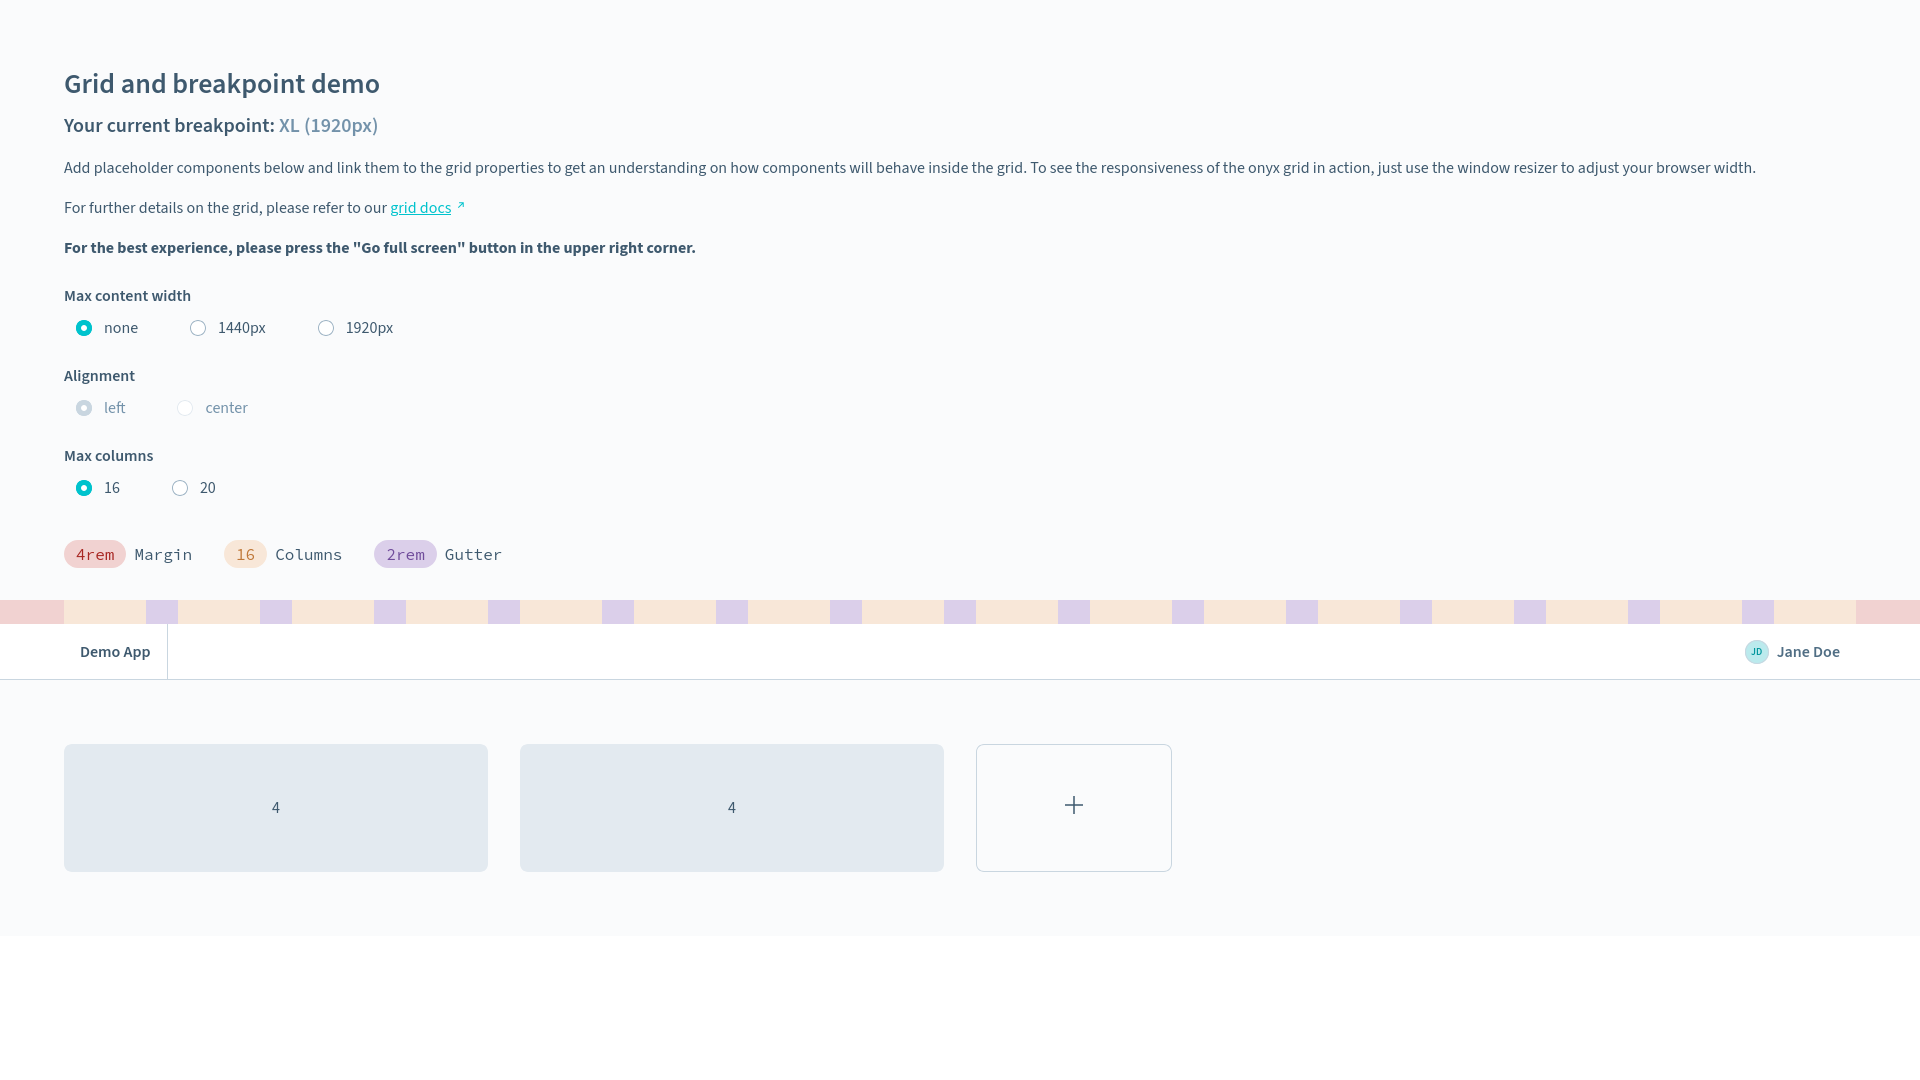 Grid and breakpoint demo
Your current breakpoint: XL (1920px)
Add placeholder components below and link them to the grid properties to get an understanding on how components will behave inside the grid. To see the responsiveness of the onyx grid in action, just use the window resizer to adjust your browser width.
For further details on the grid, please refer to our grid docs
For the best experience, please press the "Go full screen" button in the upper right corner.
Max content width
none 1440px 1920px
Alignment
left center
Max columns
16 20
4rem Margin 16 Columns 2rem Gutter
Demo App JD Jane Doe
4 4